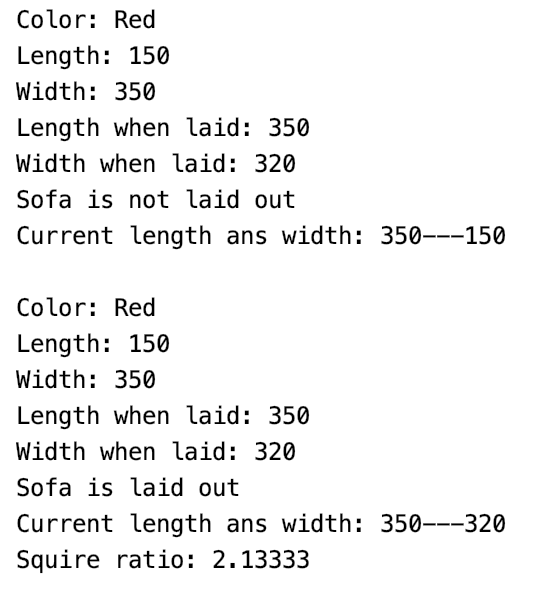 Color: Red
Length: 150
Width: 350
Length when laid: 350
Width when laid: 320
Sofa is not laid out
Current length ans width: 350---150
Color: Red
Length: 150
Width: 350
Length when laid: 350
Width when laid: 320
Sofa is laid out
Current length ans width: 350---320
Squire ratio: 2.13333